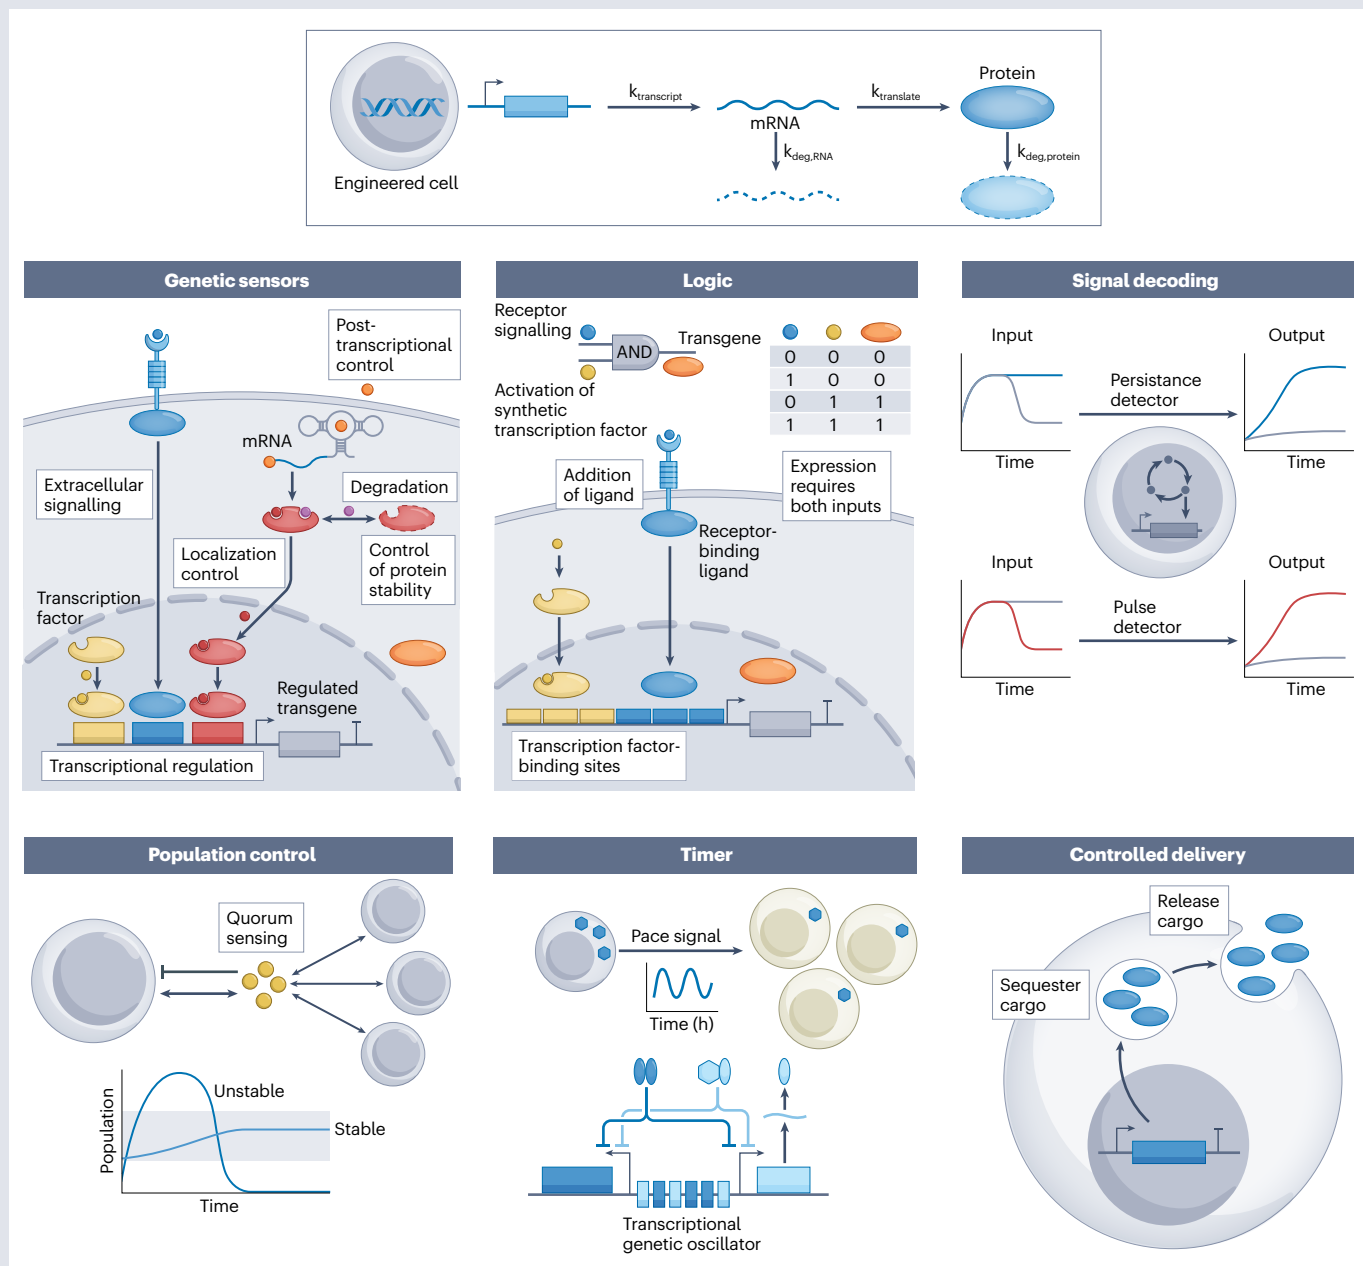 Engineered cell
ktranscript
mRNA
kdeg,RNA
ktranslate
Protein
kdeg,protein
Genetic sensors
Post-
transcriptional
control
mRNA
Extracellular
signalling
Degradation
Localization
control
Control
of protein
stability
Transcription
factor
Regulated
transgene
Transcriptional regulation
Logic
Receptor
signalling
AND
Transgene
Activation of
synthetic
transcription factor
0 0 0
1 0 0
0 1 1
1 1 1
Addition
of ligand
Expression
requires
both inputs
Receptor-
binding
ligand
Transcription factor-
binding sites
Signal decoding
Input
Time
Persistance
detector
Output
Time
Input
Time
Pulse
detector
Output
Time
Population control
Quorum
sensing
Population
Unstable
Stable
Time
Timer
Pace signal
Time (h)
Transcriptional
genetic oscillator
Controlled delivery
Release
cargo
Sequester
cargo